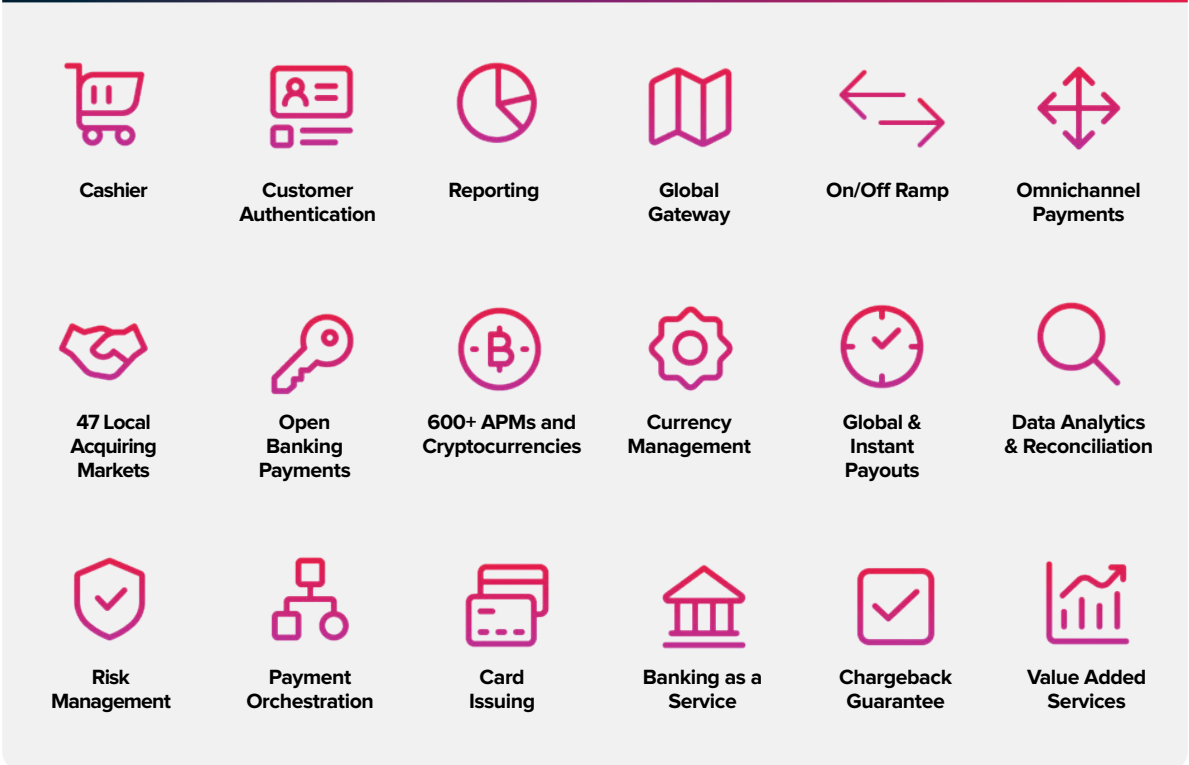 Cashier
Customer
Authentication
Reporting
Global
Gateway
On/Off Ramp
Omnichannel
Payments
47 Local
Acquiring
Markets
Open
Banking
Payments
600+ APMs and
Cryptocurrencies
Currency
Management
Global &
Instant
Payouts
Data Analytics
& Reconciliation
Risk
Management
Payment
Orchestration
Card
Issuing
Banking as a
Service
Chargeback
Guarantee
Value Added
Services